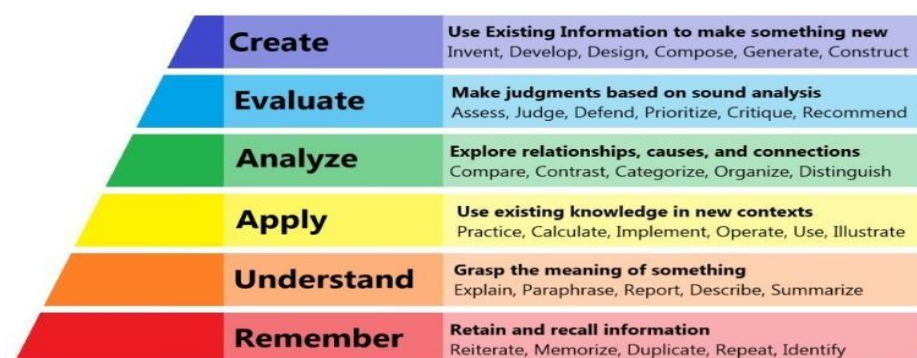 Create
Use Existing Information to make something new
Invent, Develop, Design, Compose, Generate, Construct
Evaluate
Make judgments based on sound analysis
Assess, Judge, Defend, Prioritize, Critique, Recommend
Analyze
Explore relationships, causes, and connections
Compare, Contrast, Categorize, Organize, Distinguish
Apply
Use existing knowledge in new contexts
Practice, Calculate, Implement, Operate, Use, Illustrate
Understand
Grasp the meaning of something
Explain, Paraphrase, Report, Describe, Summarize
Remember
Retain and recall information
Reiterate, Memorize, Duplicate, Repeat, Identify